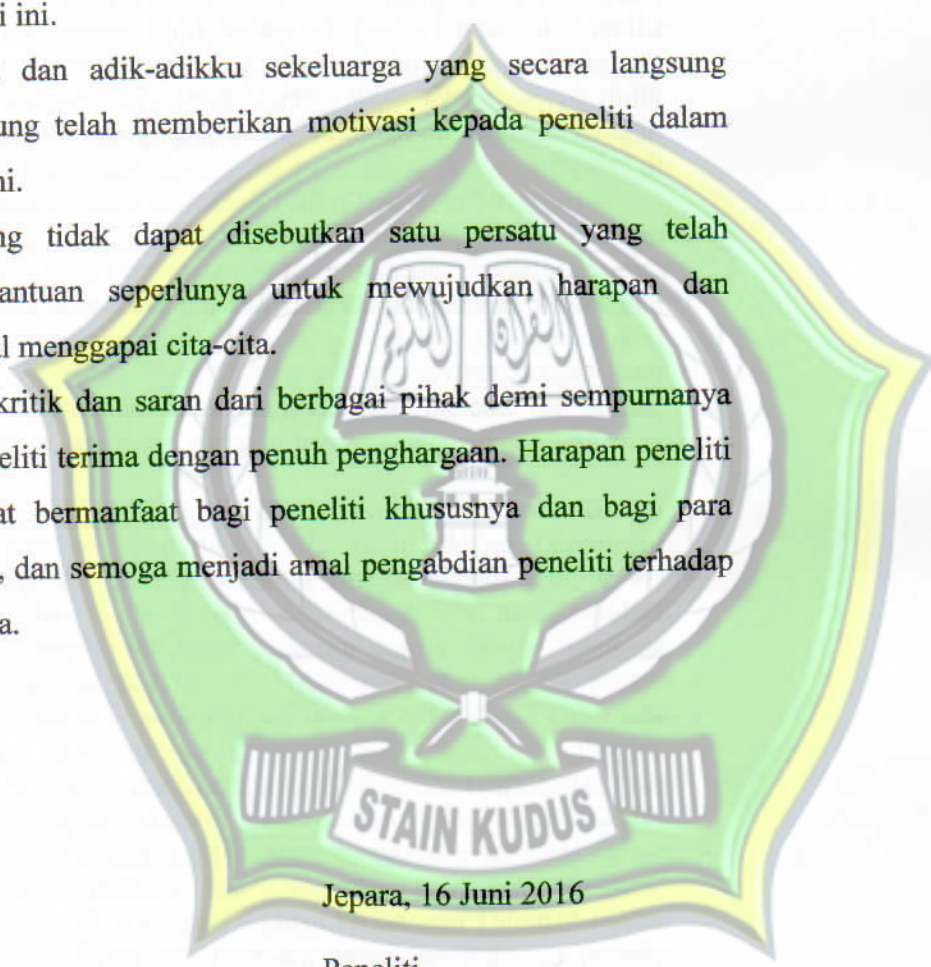 i ini.
dan adik-adikku sekeluarga yang secara langsung
ung telah memberikan motivasi kepada peneliti dalam
ni.
ng tidak dapat disebutkan satu persatu yang telah
antuan seperlunya untuk mewujudkan harapan dan
l menggapai cita-cita.
kritik dan saran dari berbagai pihak demi sempurnanya
eliti terima dengan penuh penghargaan. Harapan peneliti
at bermanfaat bagi peneliti khususnya dan bagi para
, dan semoga menjadi amal pengabdian peneliti terhadap
a.
STAIN KUDUS
Jepara, 16 Juni 2016
Peneliti